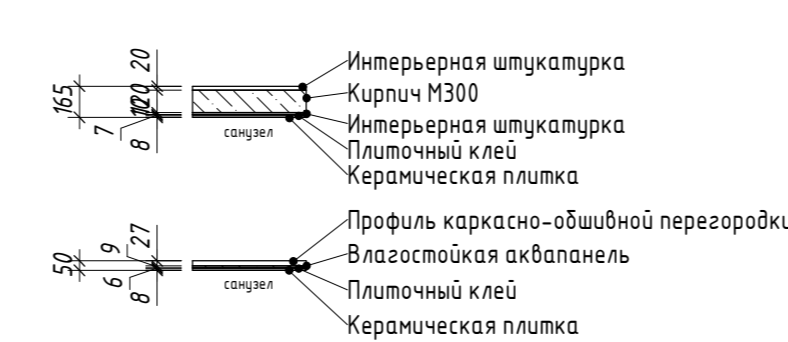 20
Интерьерная штукатурка
165
120
Кирпич М300
10
Интерьерная штукатурка
7
8
санузел
Плиточный клей
Керамическая плитка
Профиль каркасно-обшивной перегородки
9
27
Влагостойкая аквапанель
50
6
8
санузел
Плиточный клей
Керамическая плитка